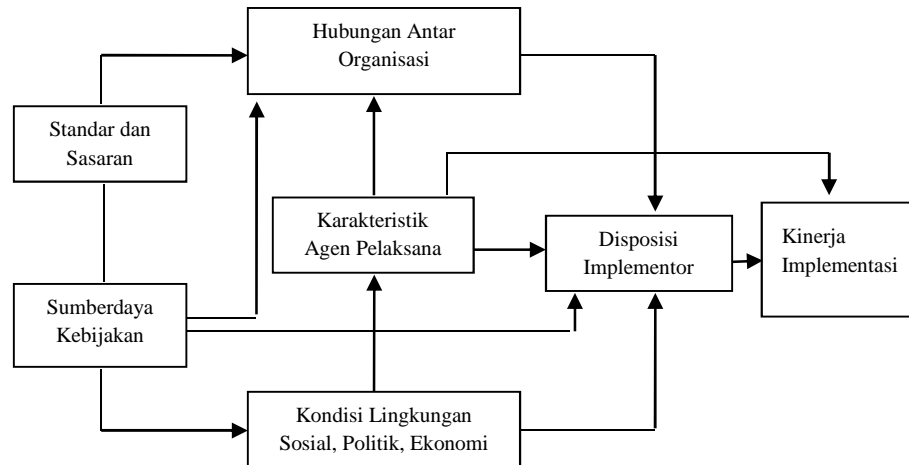 Hubungan Antar
Organisasi
Standar dan
Sasaran
Karakteristik
Agen Pelaksana
Disposisi
Implementor
Kinerja
Implementasi
Sumberdaya
Kebijakan
Kondisi Lingkungan
Sosial, Politik, Ekonomi